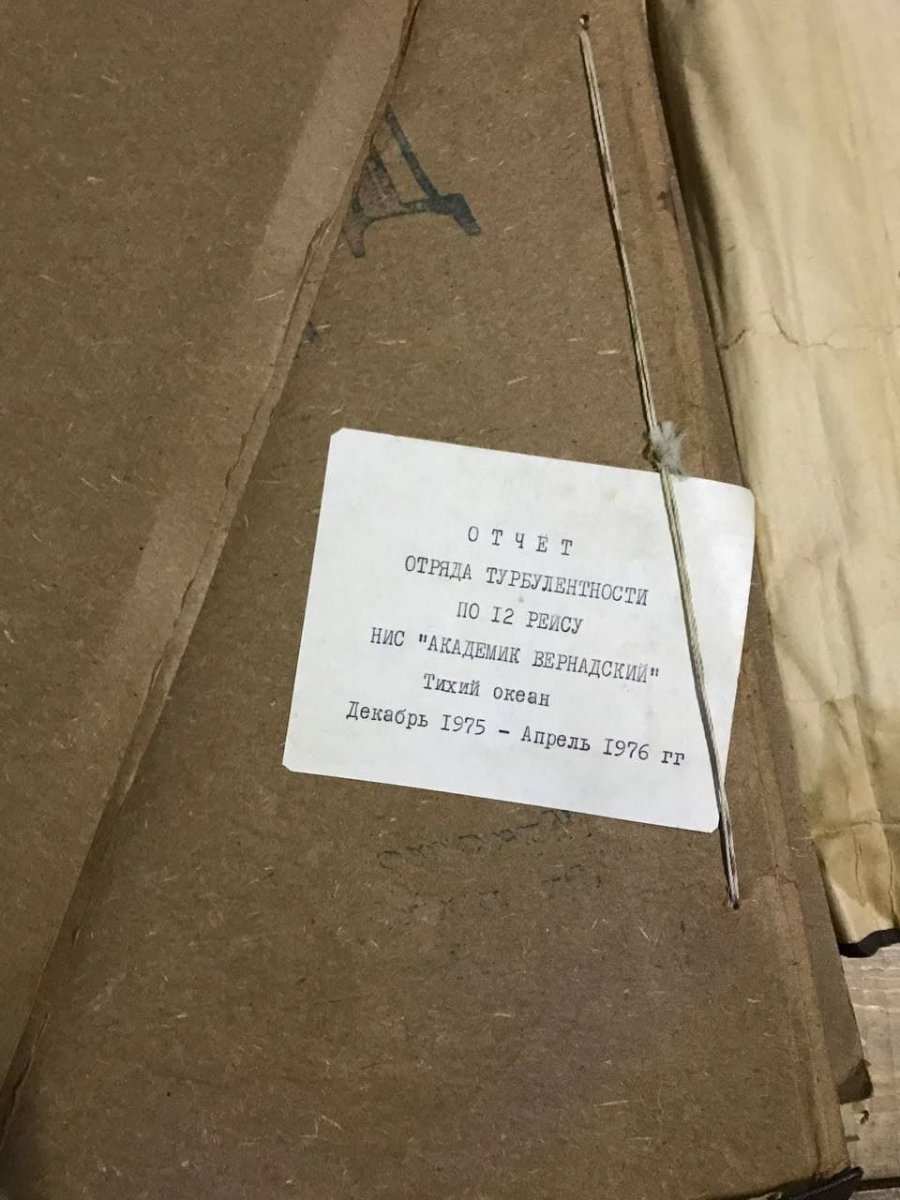 ОТЧЕТ
ОТРЯДА ТУРБУЛЕНТНОСТИ
ПО I2 РЕЙСУ
НИС "АКАДЕМИК ВЕРНАДСКИЙ"
Тихий океан
Декабрь I975 - Апрель I976 гг